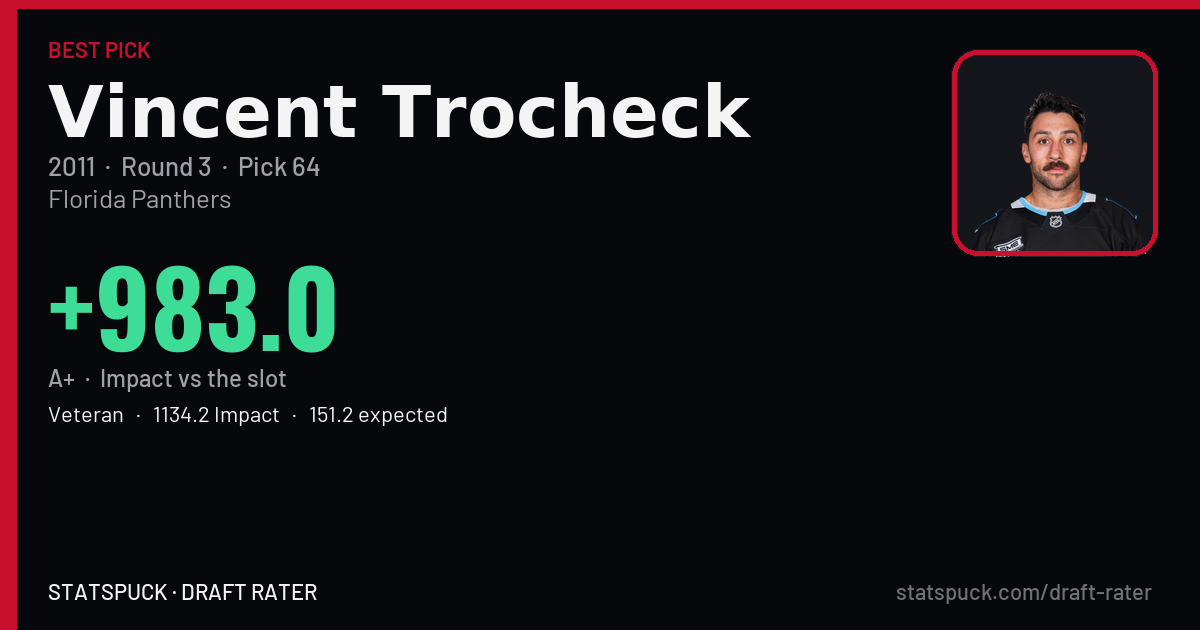 BEST PICK
Vincent Trocheck
2011 · Round 3 · Pick 64
Florida Panthers
+983.0
A+ · Impact vs the slot
Veteran · 1134.2 Impact · 151.2 expected
STATSPUCK · DRAFT RATER
statspuck.com/draft-rater